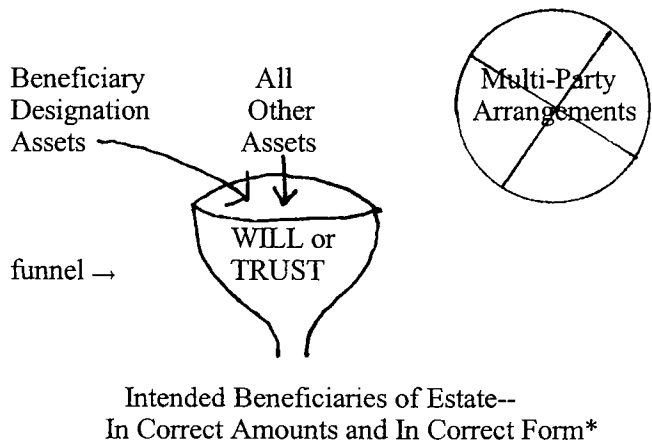 Beneficiary
Designation
Assets
All
Other
Assets
Multi-Party
Arrangements
WILL or
TRUST
funnel →
Intended Beneficiaries of Estate--
In Correct Amounts and In Correct Form*